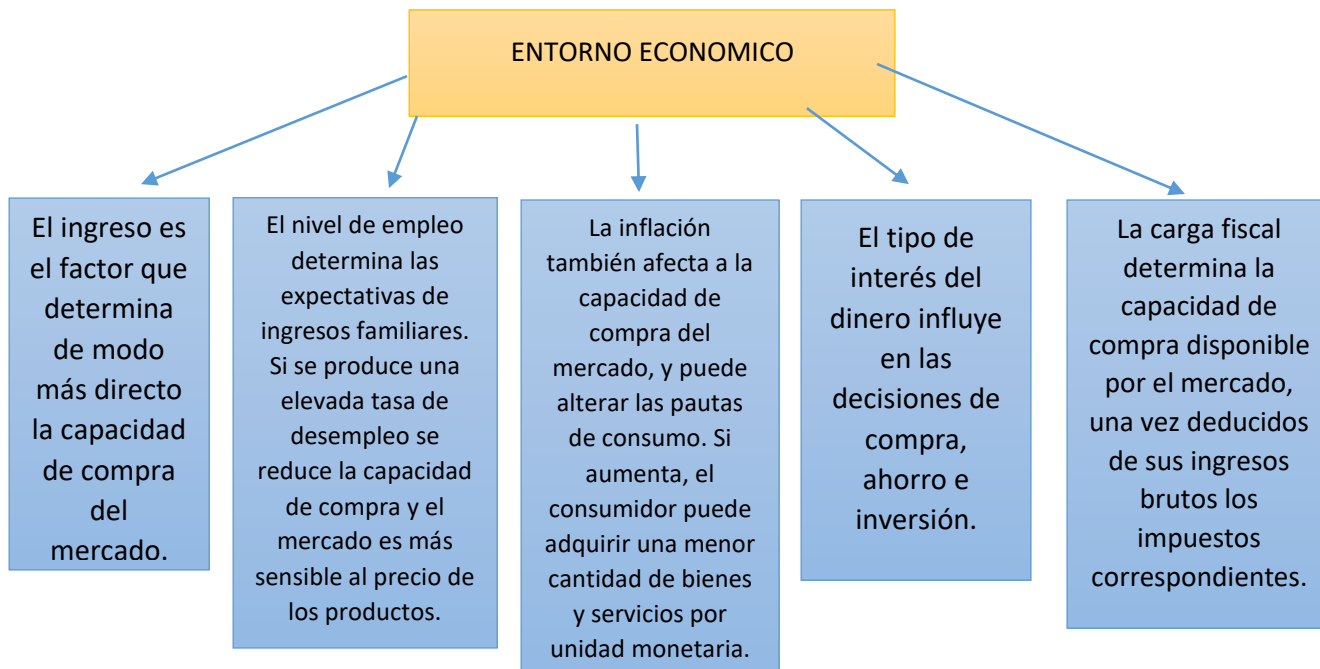 ENTORNO ECONOMICO
El ingreso es
el factor que
determina
de modo
más directo
la capacidad
de compra
del
mercado.
El nivel de empleo
determina las
expectativas de
ingresos familiares.
Si se produce una
elevada tasa de
desempleo se
reduce la capacidad
de compra y el
mercado es más
sensible al precio de
los productos.
La inflación
también afecta a la
capacidad de
compra del
mercado, y puede
alterar las pautas
de consumo. Si
aumenta, el
consumidor puede
adquirir una menor
cantidad de bienes
y servicios por
unidad monetaria.
El tipo de
interés del
dinero influye
en las
decisiones de
compra,
ahorro e
inversión.
La carga fiscal
determina la
capacidad de
compra disponible
por el mercado,
una vez deducidos
de sus ingresos
brutos los
impuestos
correspondientes.